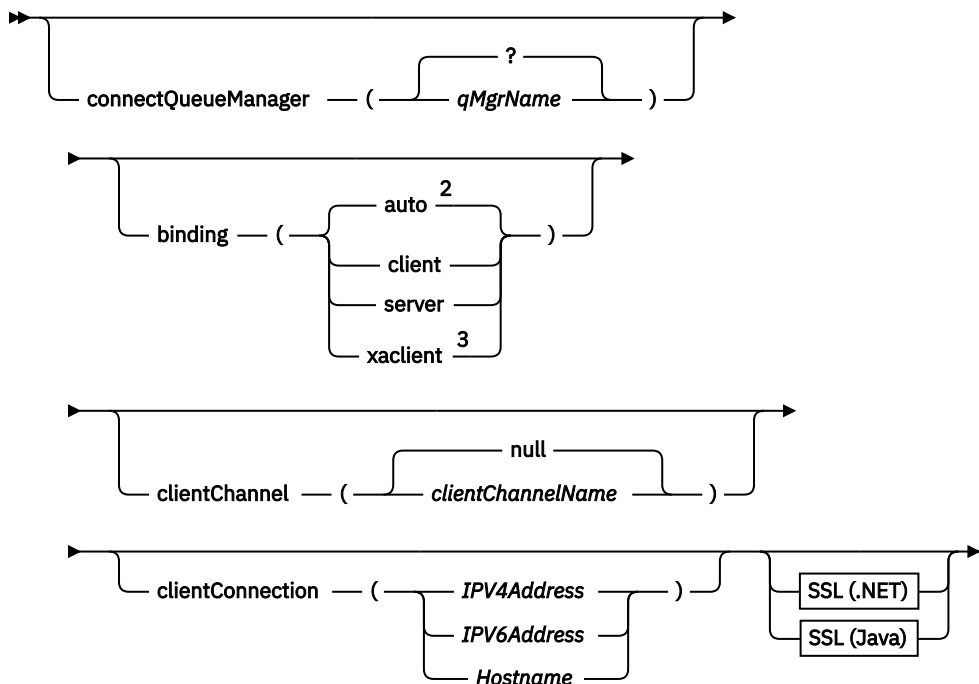 ?
connectQueueManager ( qMgrName )
auto 2
binding ( )
client
server
xaclient 3
null
clientChannel ( clientChannelName )
clientConnection ( IPV4Address ) SSL (.NET)
IPV6Address SSL (Java)
Hostname